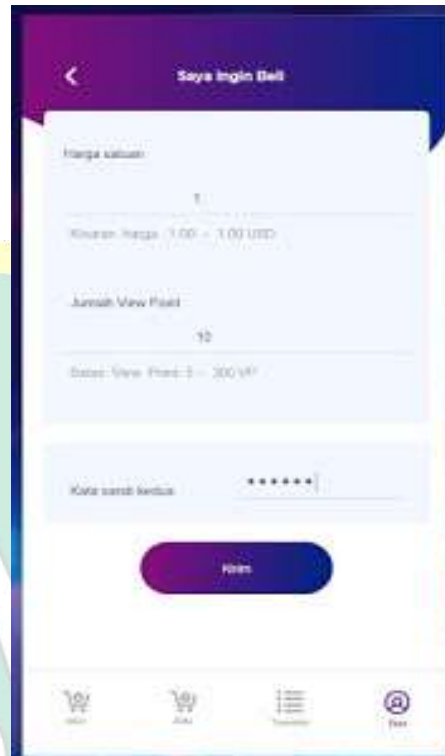 Saya Ingin Beli
Harga satuan
1
Kisaran Harga 1.00 - 1.00 USD
Jumlah View Point
10
Batas View Point 5 - 300 VP
Kata sandi kedua
Kirim